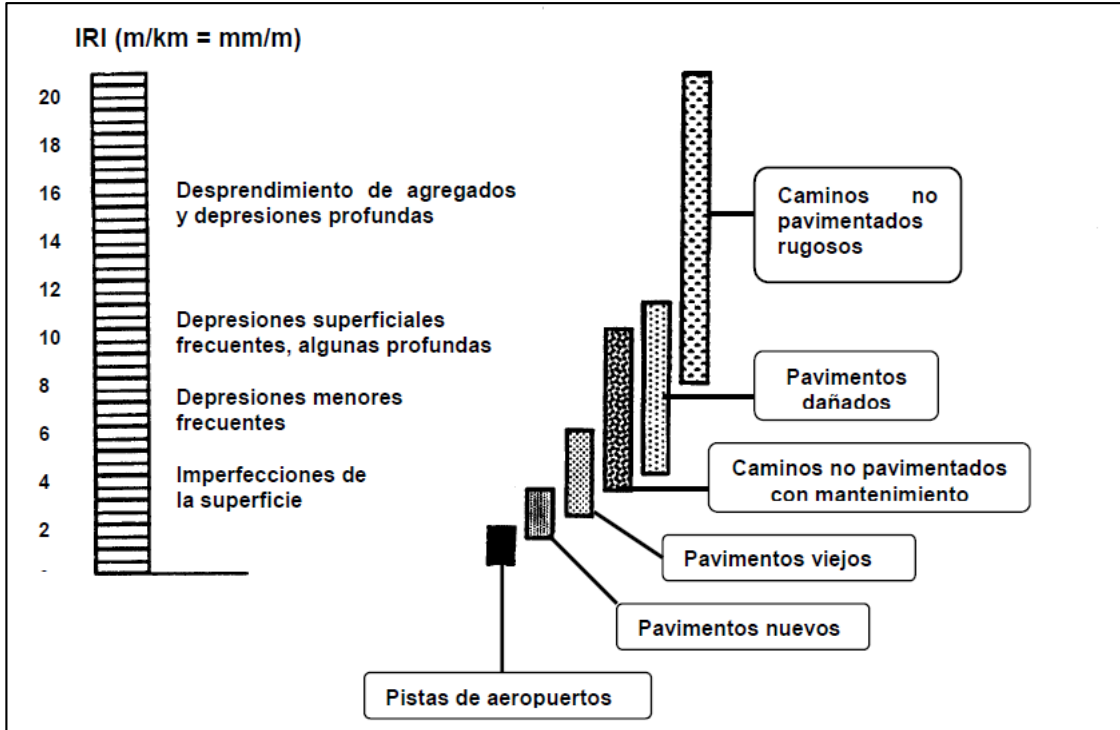 IRI (m/km = mm/m)
20
18
16
14
12
10
8
6
4
2
-
Desprendimiento de agregados
y depresiones profundas
Depresiones superficiales
frecuentes, algunas profundas
Depresiones menores
frecuentes
Imperfecciones de
la superficie
Caminos no
pavimentados
rugosos
Pavimentos
dañados
Caminos no pavimentados
con mantenimiento
Pavimentos viejos
Pavimentos nuevos
Pistas de aeropuertos